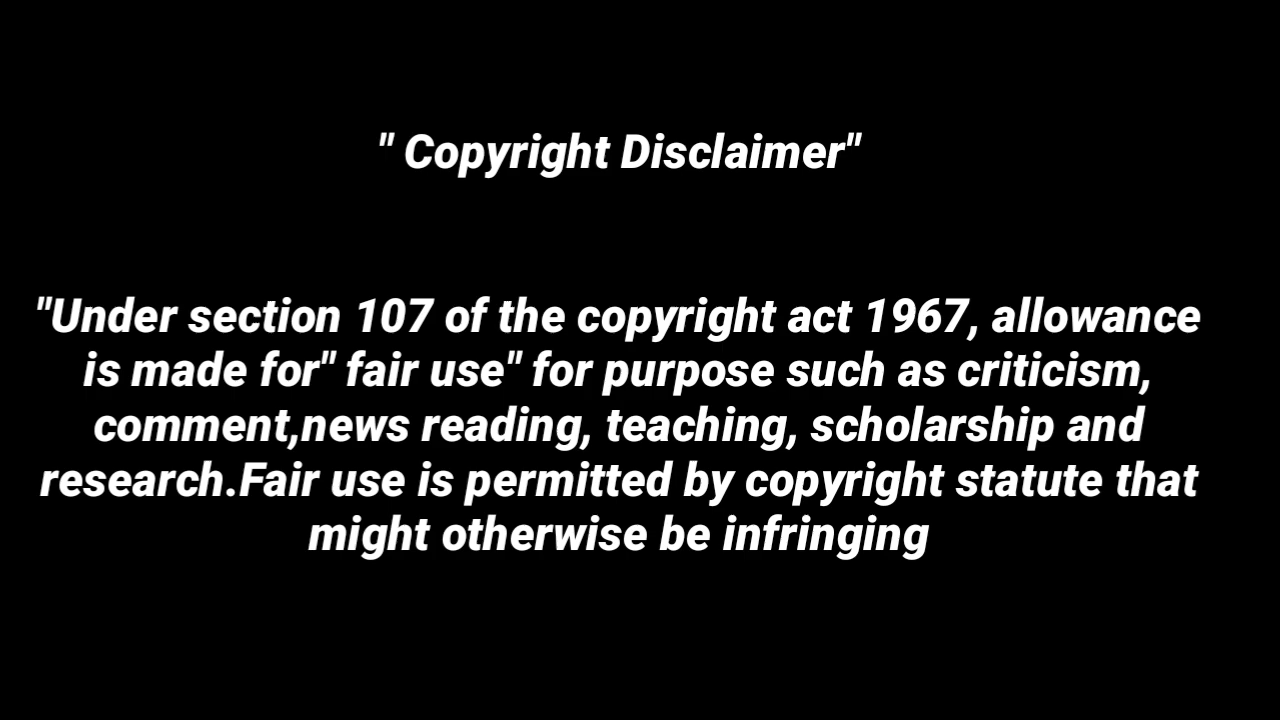 " Copyright Disclaimer"
"Under section 107 of the copyright act 1967, allowance
is made for" fair use" for purpose such as criticism,
comment,news reading, teaching, scholarship and
research.Fair use is permitted by copyright statute that
might otherwise be infringing